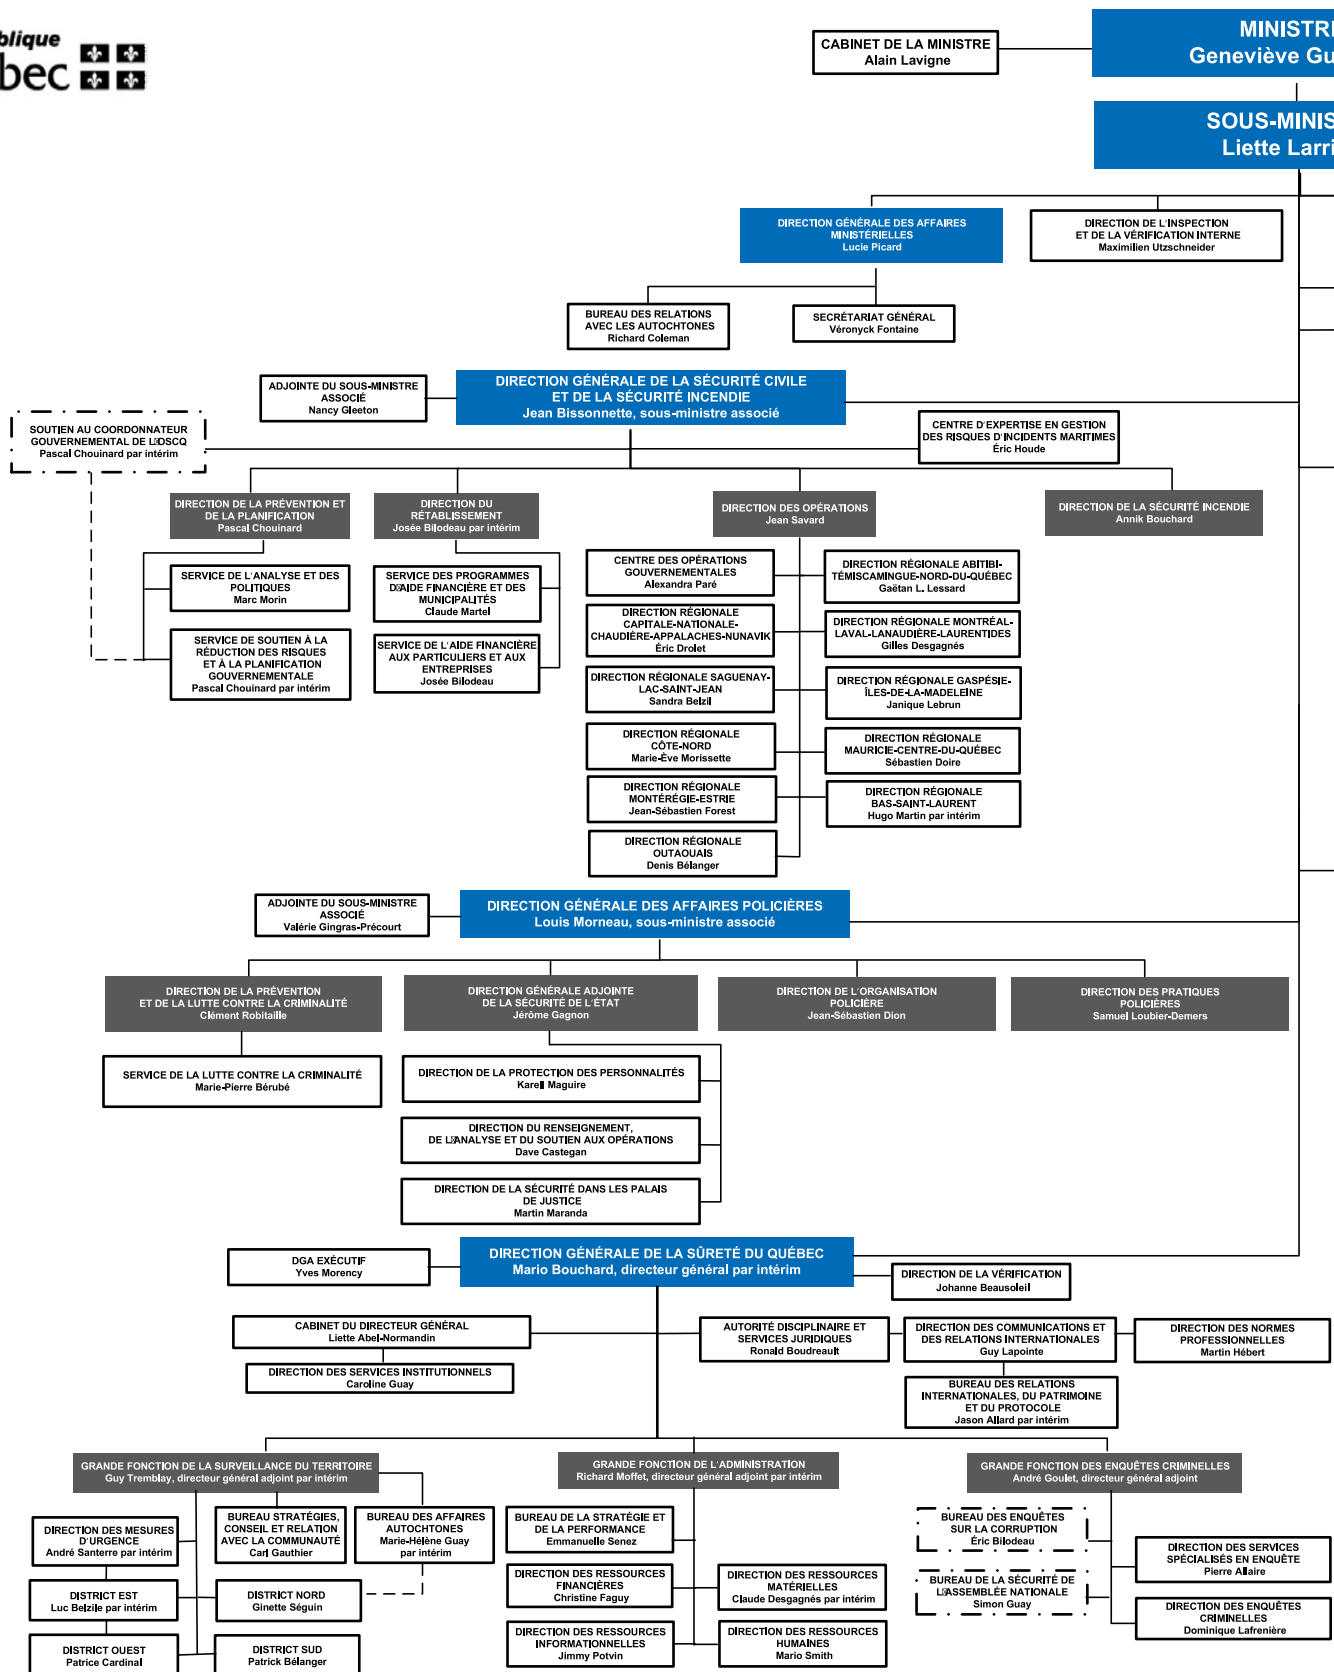 CABINET DE LA MINISTRE
Alain Lavigne
Geneviève
Liette
DIRECTION GÉNÉRALE DES AFFAIRES
MINISTÉRIELLES
Lucie Picard
DIRECTION DE L'INSPECTION
ET DE LA VÉRIFICATION INTERNE
Maximilien Utzschneider
BUREAU DES RELATIONS
AVEC LES AUTOCHTONES
Richard Coleman
SECRÉTARIAT GÉNÉRAL
Véronyck Fontaine
ADJOINTE DU SOUS-MINISTRE
ASSOCIÉ
Nancy Gleeton
DIRECTION GÉNÉRALE DE LA SÉCURITÉ CIVILE
ET DE LA SÉCURITÉ INCENDIE
Jean Bissonnette, sous-ministre associé
SOUTIEN AU COORDONNATEUR
GOUVERNEMENTAL DE L'OSCQ
Pascal Chouinard par intérim
CENTRE D'EXPERTISE EN GESTION
DES RISQUES D'INCIDENTS MARITIMES
Éric Houde
DIRECTION DE LA PRÉVENTION ET
DE LA PLANIFICATION
Pascal Chouinard
DIRECTION DU
RÉTABLISSEMENT
Josée Bilodeau par intérim
DIRECTION DES OPÉRATIONS
Jean Savard
DIRECTION DE LA SÉCURITÉ INCENDIE
Annik Bouchard
SERVICE DE L'ANALYSE ET DES
POLITIQUES
Marc Morin
SERVICE DE SOUTIEN À LA
RÉDUCTION DES RISQUES
ET À LA PLANIFICATION
GOUVERNEMENTALE
Pascal Chouinard par intérim
SERVICE DES PROGRAMMES
D'AIDE FINANCIÈRE ET DES
MUNICIPALITÉS
Claude Martel
SERVICE DE L'AIDE FINANCIÈRE
AUX PARTICULIERS ET AUX
ENTREPRISES
Josée Bilodeau
CENTRE DES OPÉRATIONS
GOUVERNEMENTALES
Alexandra Paré
DIRECTION RÉGIONALE ABITIBI-
TÉMISCAMINGUE-NORD-DU-QUÉBEC
Gaëtan L. Lessard
DIRECTION RÉGIONALE
CAPITALE-NATIONALE-
CHAUDIÈRE-APPALACHES-NUNAVIK
Éric Drolet
DIRECTION RÉGIONALE MONTRÉAL-
LAVAL-LANAUDIÈRE-LAURENTIDES
Gilles Desgagnés
DIRECTION RÉGIONALE SAGUENAY-
LAC-SAINT-JEAN
Sandra Belzil
DIRECTION RÉGIONALE GASPÉSIE-
ÎLES-DE-LA-MADELEINE
Janique Lebrun
DIRECTION RÉGIONALE
CÔTE-NORD
Marie-Ève Morissette
DIRECTION RÉGIONALE
MAURICIE-CENTRE-DU-QUÉBEC
Sébastien Doire
DIRECTION RÉGIONALE
MONTÉRÉGIE-ESTRIE
Jean-Sébastien Forest
DIRECTION RÉGIONALE
BAS-SAINT-LAURENT
Hugo Martin par intérim
DIRECTION RÉGIONALE
OUTAOUAIS
Denis Bélanger
ADJOINTE DU SOUS-MINISTRE
ASSOCIÉ
Valérie Gingras-Précourt
DIRECTION GÉNÉRALE DES AFFAIRES POLICIÈRES
Louis Morneau, sous-ministre associé
DIRECTION DE LA PRÉVENTION
ET DE LA LUTTE CONTRE LA CRIMINALITÉ
Clément Robitaille
DIRECTION GÉNÉRALE ADJOINTE
DE LA SÉCURITÉ DE L'ÉTAT
Jérôme Gagnon
DIRECTION DE L'ORGANISATION
POLICIÈRE
Jean-Sébastien Dion
DIRECTION DES PRATIQUES
POLICIÈRES
Samuel Loubier-Demers
SERVICE DE LA LUTTE CONTRE LA CRIMINALITÉ
Marie-Pierre Bérubé
DIRECTION DE LA PROTECTION DES PERSONNALITÉS
Karell Maguire
DIRECTION DU RENSEIGNEMENT,
DE L'ANALYSE ET DU SOUTIEN AUX OPÉRATIONS
Dave Castegan
DIRECTION DE LA SÉCURITÉ DANS LES PALAIS
DE JUSTICE
Martin Maranda
DGA EXÉCUTIF
Yves Morency
DIRECTION GÉNÉRALE DE LA SÛRETÉ DU QUÉBEC
Mario Bouchard, directeur général par intérim
DIRECTION DE LA VÉRIFICATION
Johanne Beausoleil
CABINET DU DIRECTEUR GÉNÉRAL
Liette Abel-Normandin
DIRECTION DES SERVICES INSTITUTIONNELS
Caroline Guay
AUTORITÉ DISCIPLINAIRE ET
SERVICES JURIDIQUES
Ronald Boudreault
DIRECTION DES COMMUNICATIONS ET
DES RELATIONS INTERNATIONALES
Guy Lapointe
DIRECTION DES NORMES
PROFESSIONNELLES
Martin Hébert
BUREAU DES RELATIONS
INTERNATIONALES, DU PATRIMOINE
ET DU PROTOCOLE
Jason Allard par intérim
GRANDE FONCTION DE LA SURVEILLANCE DU TERRITOIRE
Guy Tremblay, directeur général adjoint par intérim
GRANDE FONCTION DE L'ADMINISTRATION
Richard Moffet, directeur général adjoint par intérim
GRANDE FONCTION DES ENQUÊTES CRIMINELLES
André Goulet, directeur général adjoint
DIRECTION DES MESURES
D'URGENCE
André Santerre par intérim
BUREAU STRATÉGIES,
CONSEIL ET RELATION
AVEC LA COMMUNAUTÉ
Carl Gauthier
BUREAU DES AFFAIRES
AUTOCHTONES
Marie-Hélène Guay
par intérim
DISTRICT EST
Luc Belzile par intérim
DISTRICT NORD
Ginette Séguin
DISTRICT OUEST
Patrice Cardinal
DISTRICT SUD
Patrick Bélanger
BUREAU DE LA STRATÉGIE ET
DE LA PERFORMANCE
Emmanuelle Senez
DIRECTION DES RESSOURCES
FINANCIÈRES
Christine Faguy
DIRECTION DES RESSOURCES
MATÉRIELLES
Claude Desgagnés par intérim
DIRECTION DES RESSOURCES
INFORMATIONNELLES
Jimmy Potvin
DIRECTION DES RESSOURCES
HUMAINES
Mario Smith
BUREAU DES ENQUÊTES
SUR LA CORRUPTION
Éric Bilodeau
DIRECTION DES SERVICES
SPÉCIALISÉS EN ENQUÊTE
Pierre Allaire
BUREAU DE LA SÉCURITÉ DE
L'ASSEMBLÉE NATIONALE
Simon Guay
DIRECTION DES ENQUÊTES
CRIMINELLES
Dominique Lafrenière